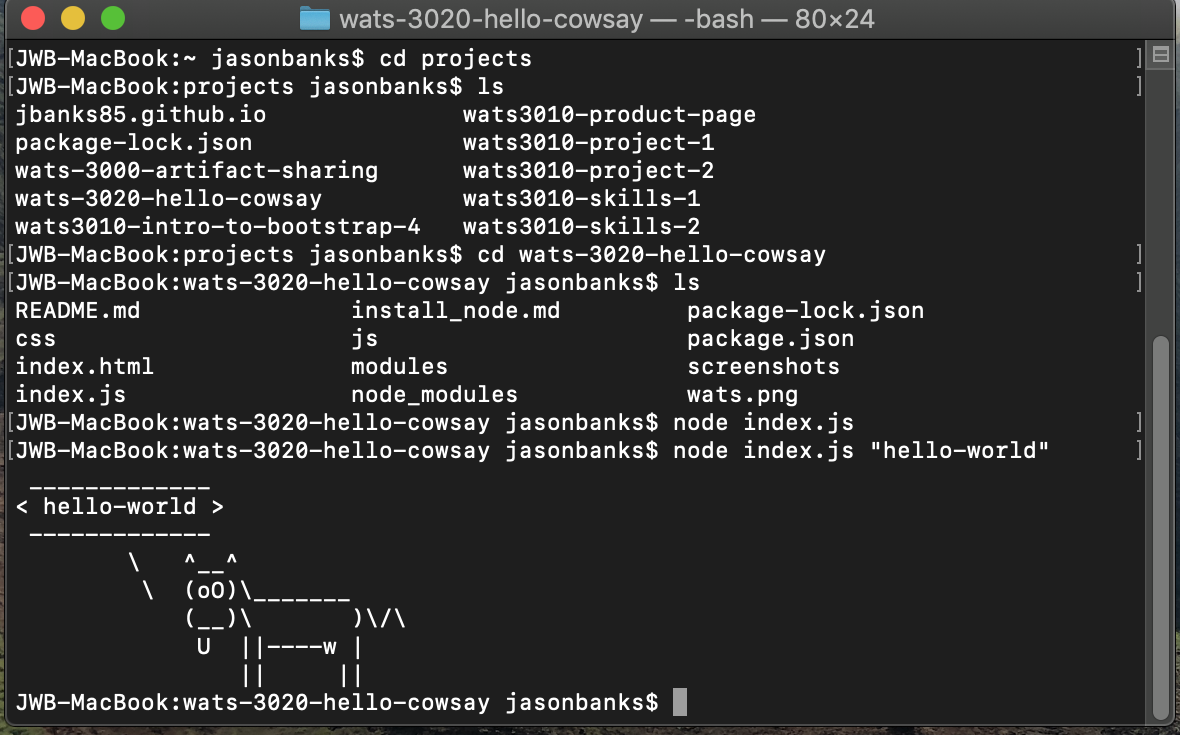 wats-3020-hello-cowsay — -bash — 80×24
[JWB-MacBook:~ jasonbanks$ cd projects ]
[JWB-MacBook:projects jasonbanks$ ls ]
jbanks85.github.io              wats3010-product-page
package-lock.json               wats3010-project-1
wats-3000-artifact-sharing      wats3010-project-2
wats-3020-hello-cowsay          wats3010-skills-1
wats3010-intro-to-bootstrap-4   wats3010-skills-2
[JWB-MacBook:projects jasonbanks$ cd wats-3020-hello-cowsay ]
[JWB-MacBook:wats-3020-hello-cowsay jasonbanks$ ls ]
README.md               install_node.md         package-lock.json
css                     js                      package.json
index.html              modules                 screenshots
index.js                node_modules            wats.png
[JWB-MacBook:wats-3020-hello-cowsay jasonbanks$ node index.js ]
[JWB-MacBook:wats-3020-hello-cowsay jasonbanks$ node index.js "hello-world" ]
 _____________
< hello-world >
 -------------
        \   ^__^
         \  (oO)\_______
            (__)\       )\/\
             U  ||----w |
                ||     ||
JWB-MacBook:wats-3020-hello-cowsay jasonbanks$